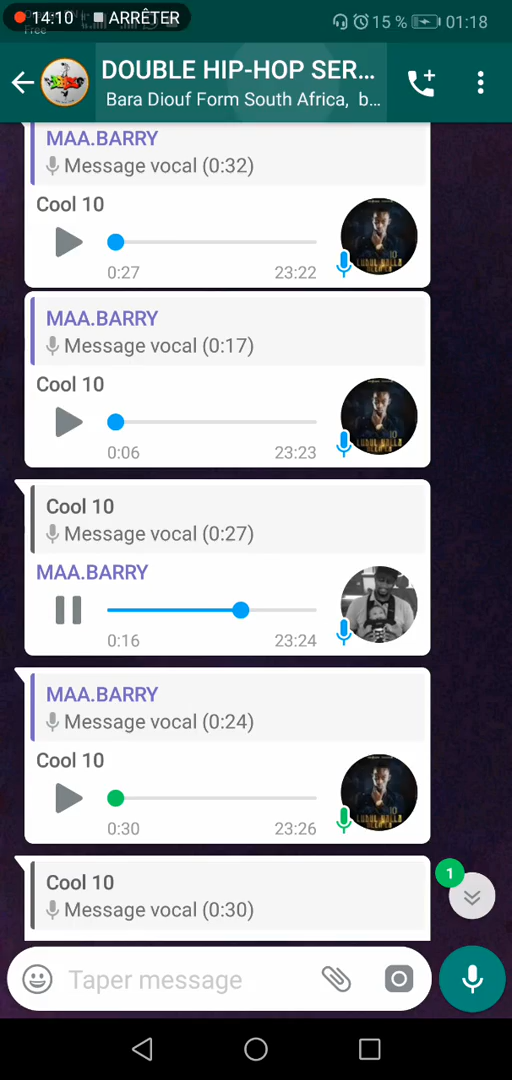 14:10 ARRÊTER 15 % 01:18
Free
DOUBLE HIP-HOP SER...
Bara Diouf Form South Africa, b...
MAA.BARRY
Message vocal (0:32)
Cool 10
0:27 23:22
MAA.BARRY
Message vocal (0:17)
Cool 10
0:06 23:23
Cool 10
Message vocal (0:27)
MAA.BARRY
0:16 23:24
MAA.BARRY
Message vocal (0:24)
Cool 10
0:30 23:26
Cool 10
Message vocal (0:30)
1
Taper message